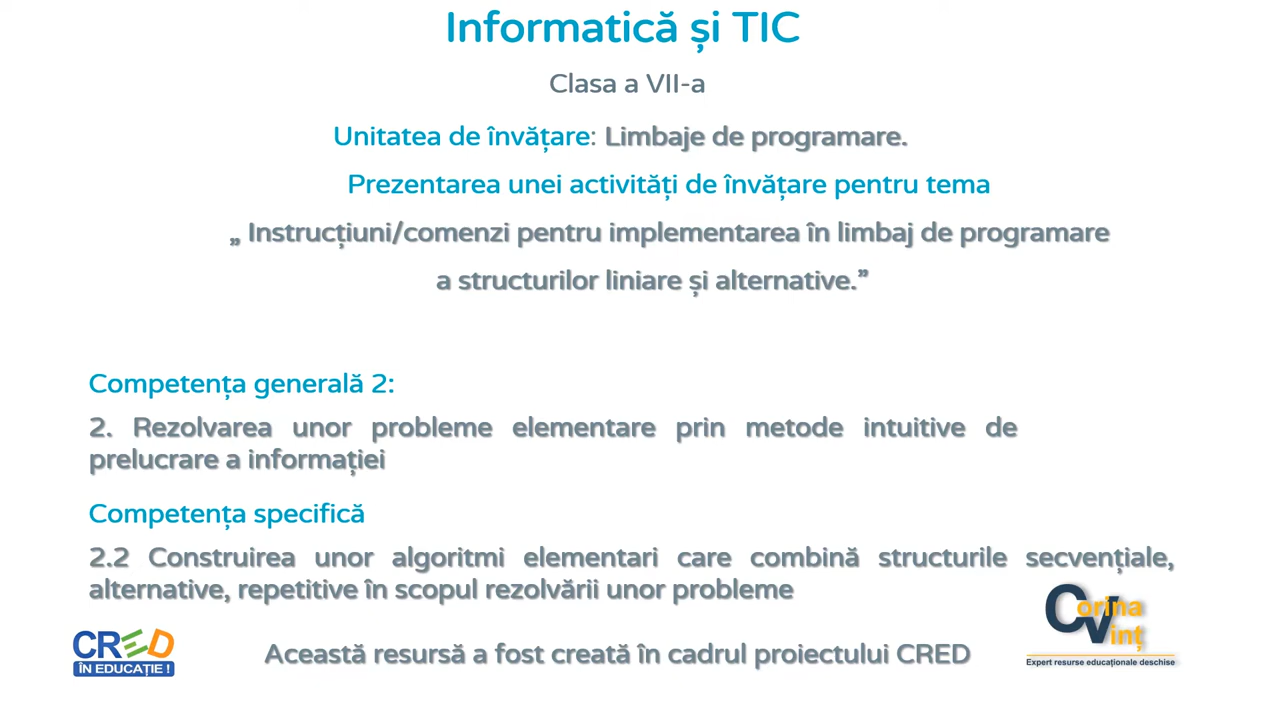 Informatică și TIC
Clasa a VII-a
Unitatea de învățare: Limbaje de programare.
Prezentarea unei activități de învățare pentru tema
„ Instrucțiuni/comenzi pentru implementarea în limbaj de programare
a structurilor liniare și alternative.”
Competența generală 2:
2. Rezolvarea unor probleme elementare prin metode intuitive de
prelucrare a informației
Competența specifică
2.2 Construirea unor algoritmi elementari care combină structurile secvențiale,
alternative, repetitive în scopul rezolvării unor probleme
CRED
ÎN EDUCAȚIE !
Această resursă a fost creată în cadrul proiectului CRED
Corina
Vinț
Expert resurse educaționale deschise